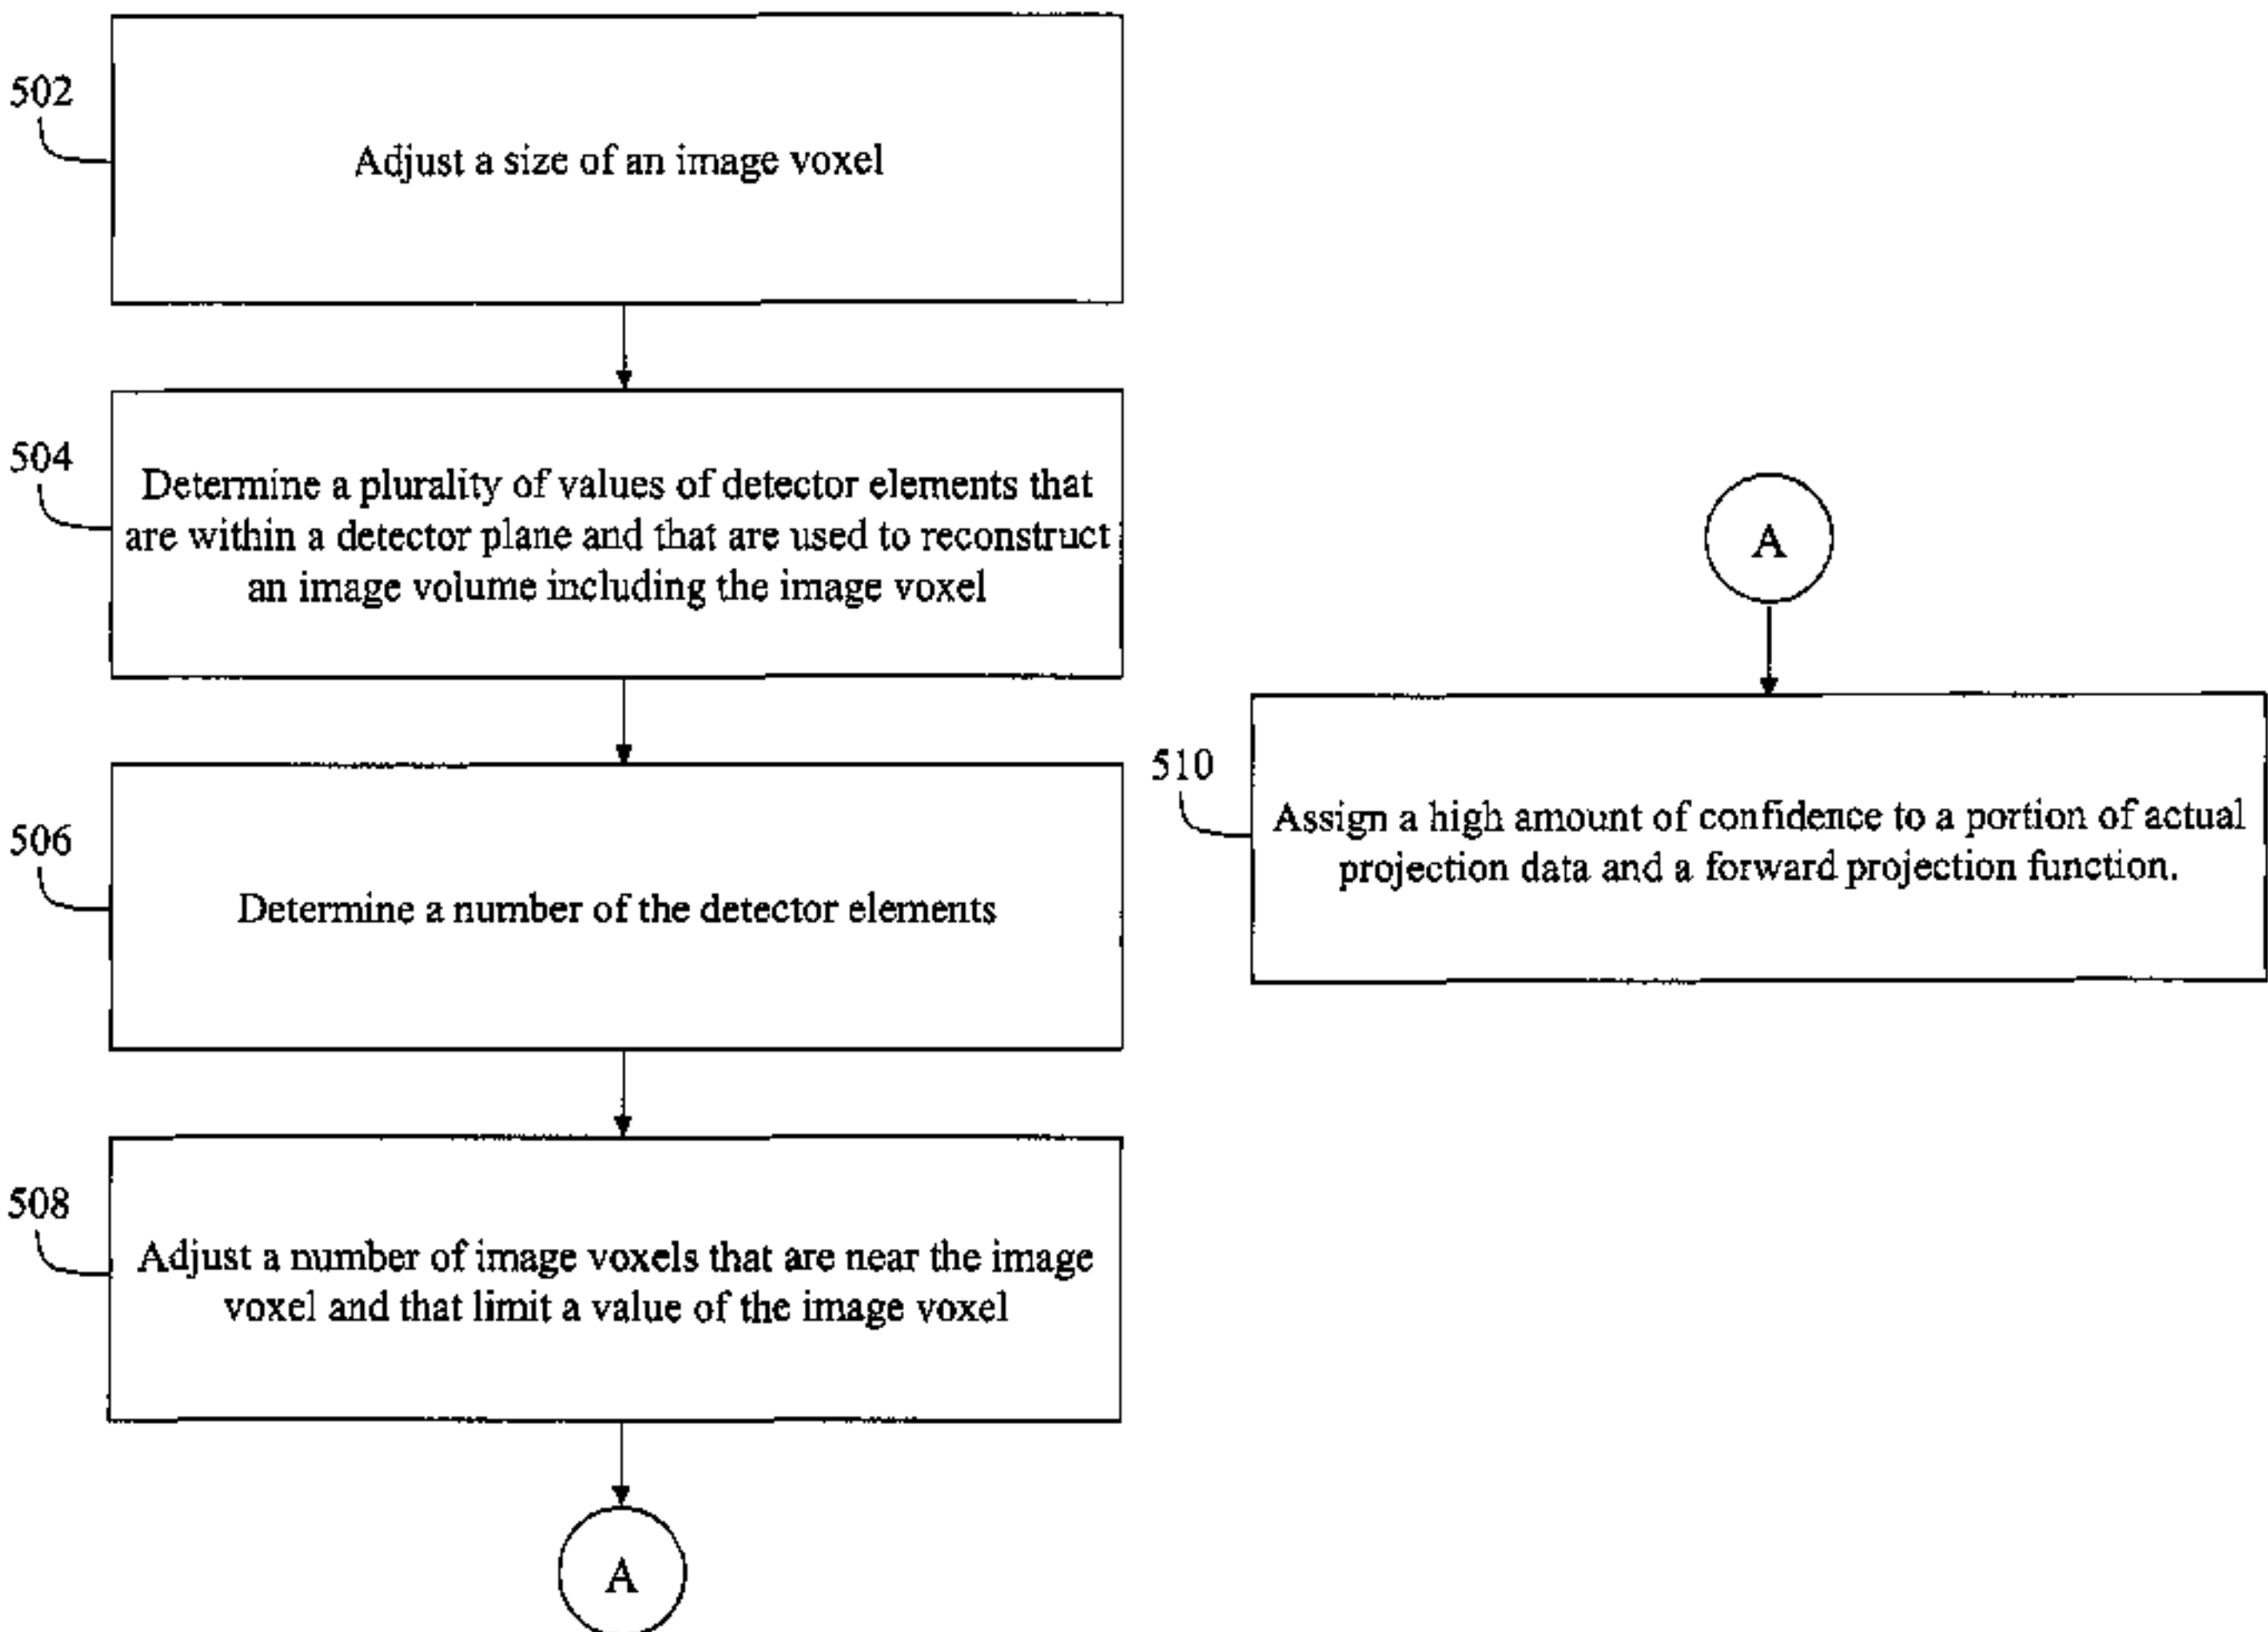 502
Adjust a size of an image voxel
504
Determine a plurality of values of detector elements that
are within a detector plane and that are used to reconstruct
an image volume including the image voxel
506
Determine a number of the detector elements
508
Adjust a number of image voxels that are near the image
voxel and that limit a value of the image voxel
A
A
510
Assign a high amount of confidence to a portion of actual
projection data and a forward projection function.